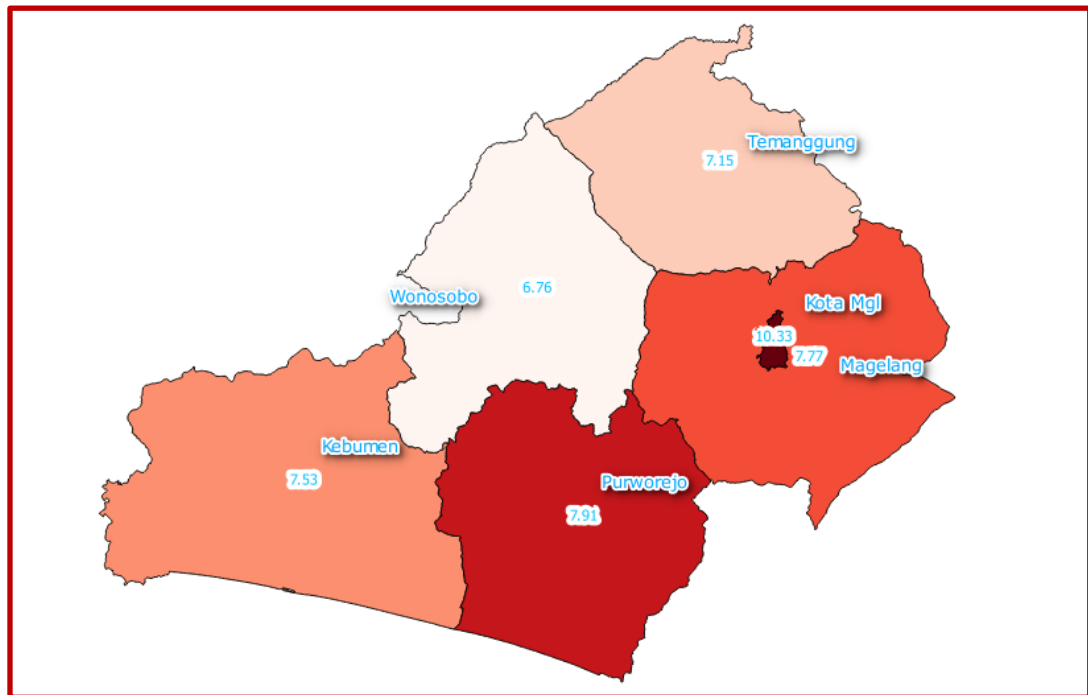 Temanggung
7.15
6.76
Wonosobo
Kota Mgl
10.33
7.77
Magelang
Kebumen
7.53
Purworejo
7.91